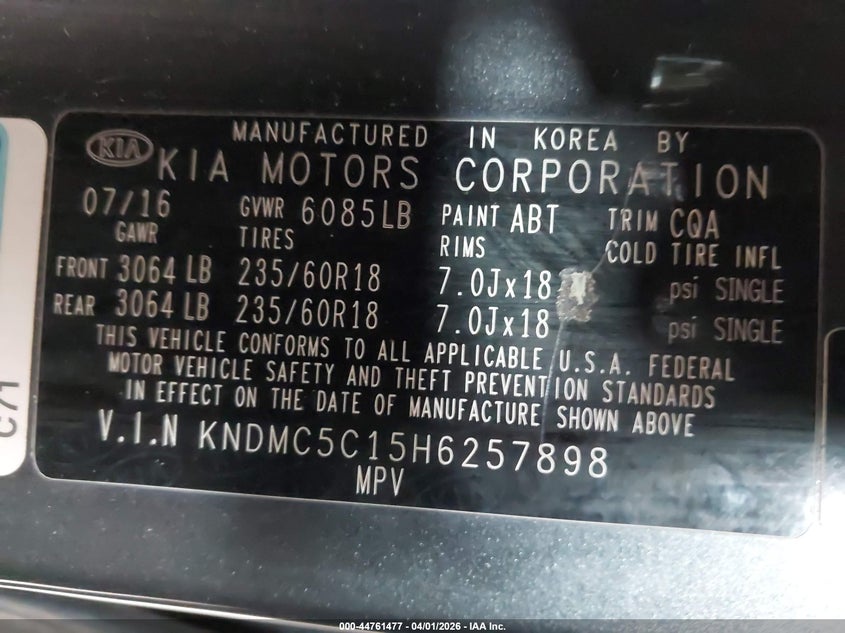 MANUFACTURED IN KOREA BY
KIA KIA MOTORS CORPORATION
07/16 GVWR 6085LB PAINT ABT TRIM CQA
GAWR TIRES RIMS COLD TIRE INFL
FRONT 3064 LB 235/60R18 7.0Jx18 psi SINGLE
REAR 3064 LB 235/60R18 7.0Jx18 psi SINGLE
THIS VEHICLE CONFORMS TO ALL APPLICABLE U.S.A. FEDERAL
MOTOR VEHICLE SAFETY AND THEFT PREVENTION STANDARDS
IN EFFECT ON THE DATE OF MANUFACTURE SHOWN ABOVE
V.I.N KNDMC5C15H6257898
MPV
000-44761477 - 04/01/2026 - IAA Inc.